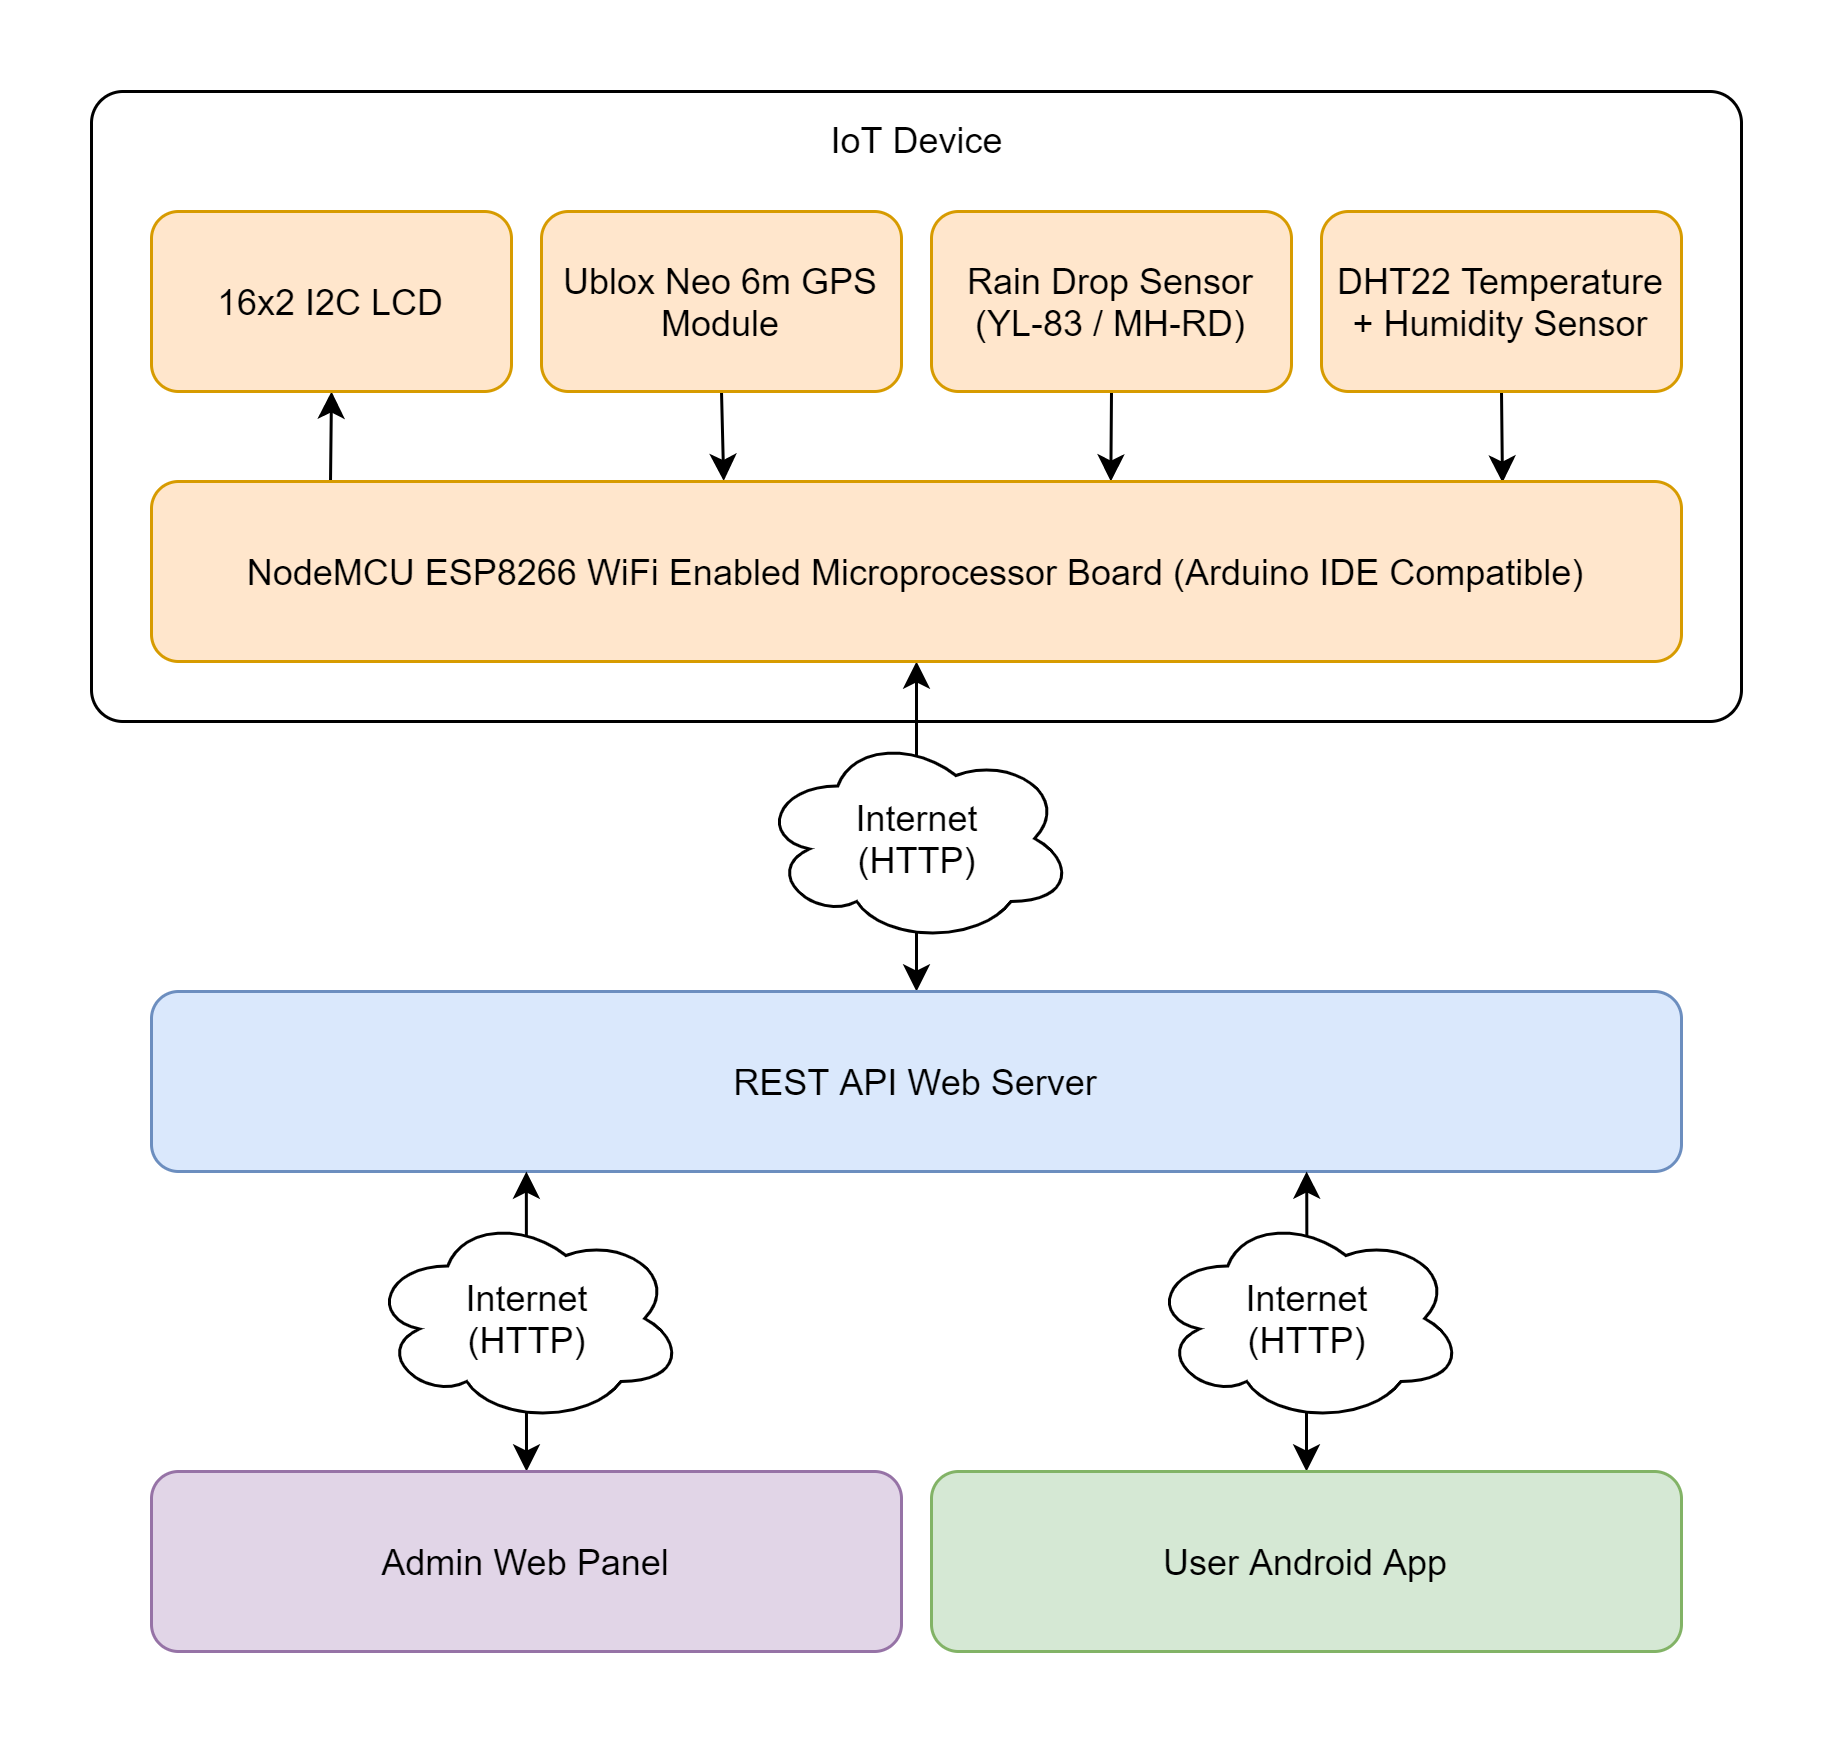 IoT Device
16x2 I2C LCD
Ublox Neo 6m GPS
Module
Rain Drop Sensor
(YL-83 / MH-RD)
DHT22 Temperature
+ Humidity Sensor
NodeMCU ESP8266 WiFi Enabled Microprocessor Board (Arduino IDE Compatible)
Internet
(HTTP)
REST API Web Server
Internet
(HTTP)
Internet
(HTTP)
Admin Web Panel
User Android App